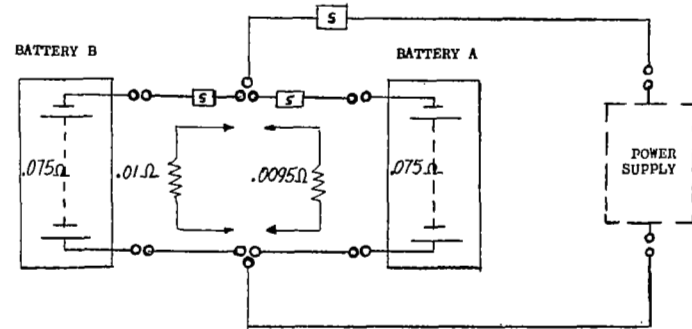 S
BATTERY B
BATTERY A
S
S
.075Ω
.01Ω
.0095Ω
.075Ω
POWER
SUPPLY